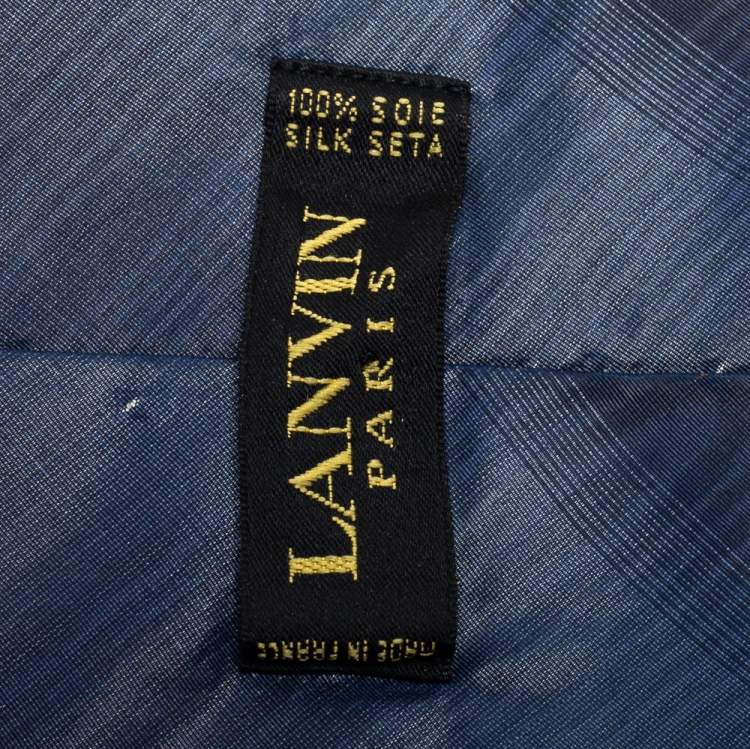 100% SOIE
SILK SETA
LANVIN
PARIS
MADE IN FRANCE